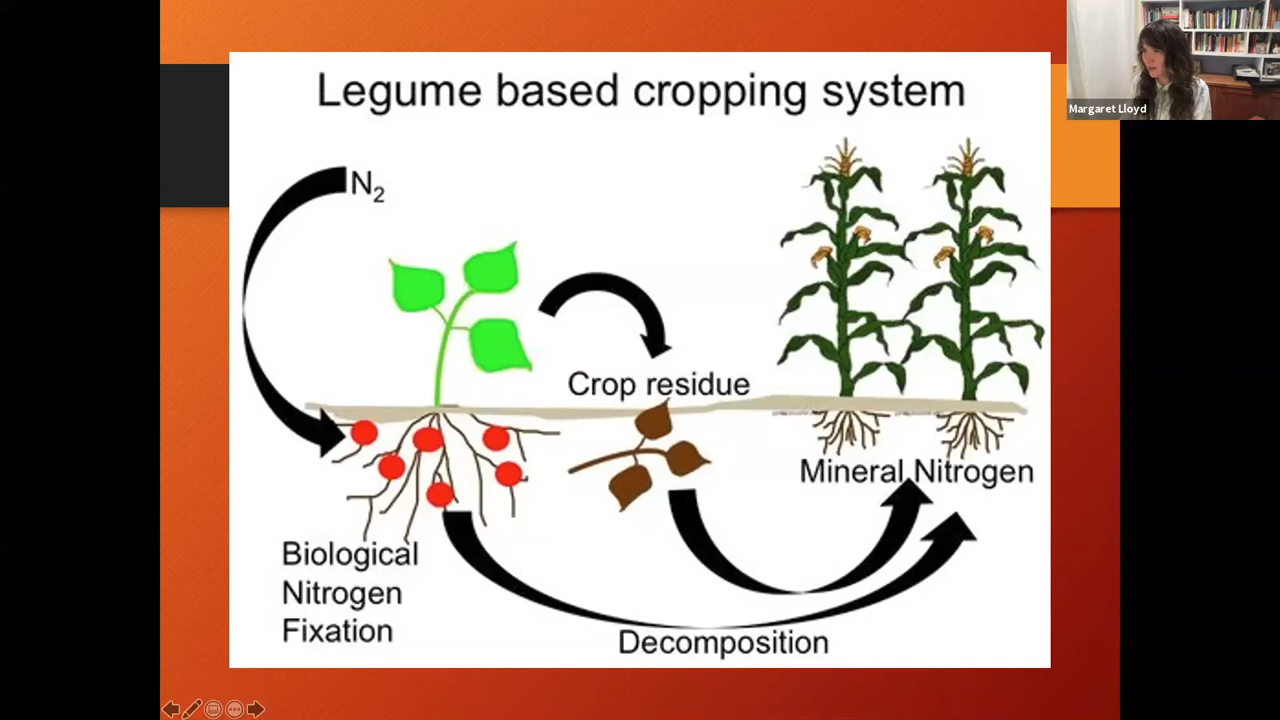 Legume based cropping system
Margaret Lloyd
N2
Crop residue
Mineral Nitrogen
Biological
Nitrogen
Fixation
Decomposition